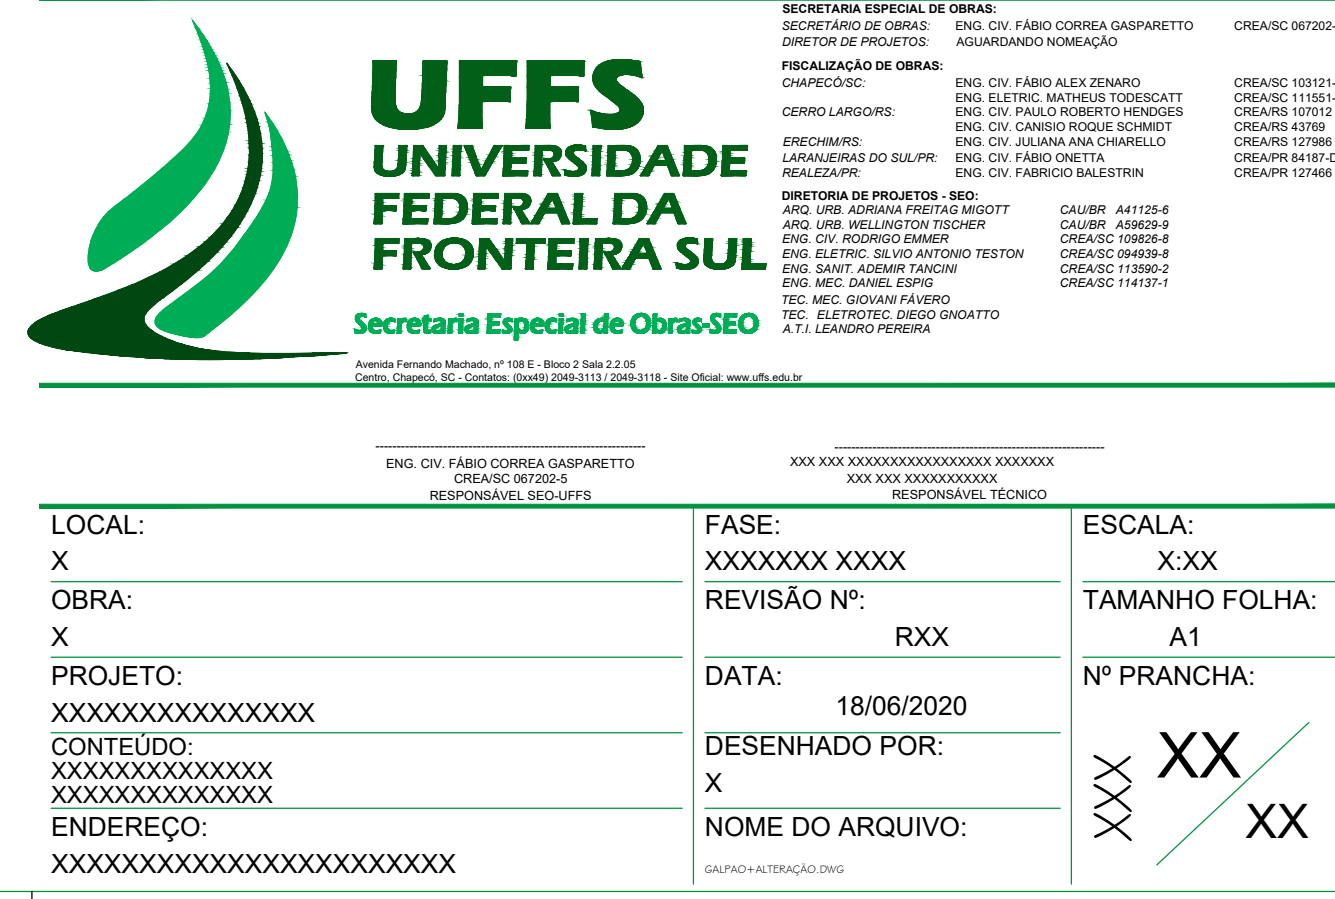 SECRETARIA ESPECIAL DE OBRAS:
SECRETÁRIO DE OBRAS: ENG. CIV. FÁBIO CORREA GASPARETTO CREA/SC 067202-
DIRETOR DE PROJETOS: AGUARDANDO NOMEAÇÃO
FISCALIZAÇÃO DE OBRAS:
CHAPECÓ/SC: ENG. CIV. FÁBIO ALEX ZENARO CREA/SC 103121-
ENG. ELETRIC. MATHEUS TODESCATT CREA/SC 111551-
CERRO LARGO/RS: ENG. CIV. PAULO ROBERTO HENDGES CREA/RS 107012
ENG. CIV. CANISIO ROQUE SCHMIDT CREA/RS 43769
ERECHIM/RS: ENG. CIV. JULIANA ANA CHIARELLO CREA/RS 127986
LARANJEIRAS DO SUL/PR: ENG. CIV. FÁBIO ONETTA CREA/PR 84187-D
REALEZA/PR: ENG. CIV. FABRICIO BALESTRIN CREA/PR 127466
DIRETORIA DE PROJETOS - SEO:
ARQ. URB. ADRIANA FREITAG MIGOTT CAU/BR A41125-6
ARQ. URB. WELLINGTON TISCHER CAU/BR A59629-9
ENG. CIV. RODRIGO EMMER CREA/SC 109826-8
ENG. ELETRIC. SILVIO ANTONIO TESTON CREA/SC 094939-8
ENG. SANIT. ADEMIR TANCINI CREA/SC 113590-2
ENG. MEC. DANIEL ESPIG CREA/SC 114137-1
TEC. MEC. GIOVANI FÁVERO
TEC. ELETROTEC. DIEGO GNOATTO
A.T.I. LEANDRO PEREIRA
UFFS
UNIVERSIDADE
FEDERAL DA
FRONTEIRA SUL
Secretaria Especial de Obras-SEO
Avenida Fernando Machado, nº 108 E - Bloco 2 Sala 2.2.05
Centro, Chapecó, SC - Contatos: (0xx49) 2049-3113 / 2049-3118 - Site Oficial: www.uffs.edu.br
ENG. CIV. FÁBIO CORREA GASPARETTO
CREA/SC 067202-5
RESPONSÁVEL SEO-UFFS
XXX XXX XXXXXXXXXXXXXXXXX XXXXXXX
XXX XXX XXXXXXXXXXX
RESPONSÁVEL TÉCNICO
LOCAL:
X
OBRA:
X
PROJETO:
XXXXXXXXXXXXXXX
CONTEÚDO:
XXXXXXXXXXXXXX
XXXXXXXXXXXXXX
ENDEREÇO:
XXXXXXXXXXXXXXXXXXXXXXX
FASE:
XXXXXXX XXXX
REVISÃO Nº:
RXX
DATA:
18/06/2020
DESENHADO POR:
X
NOME DO ARQUIVO:
GALPAO+ALTERAÇÃO.DWG
ESCALA:
X:XX
TAMANHO FOLHA:
A1
Nº PRANCHA:
XXX
XX
XX